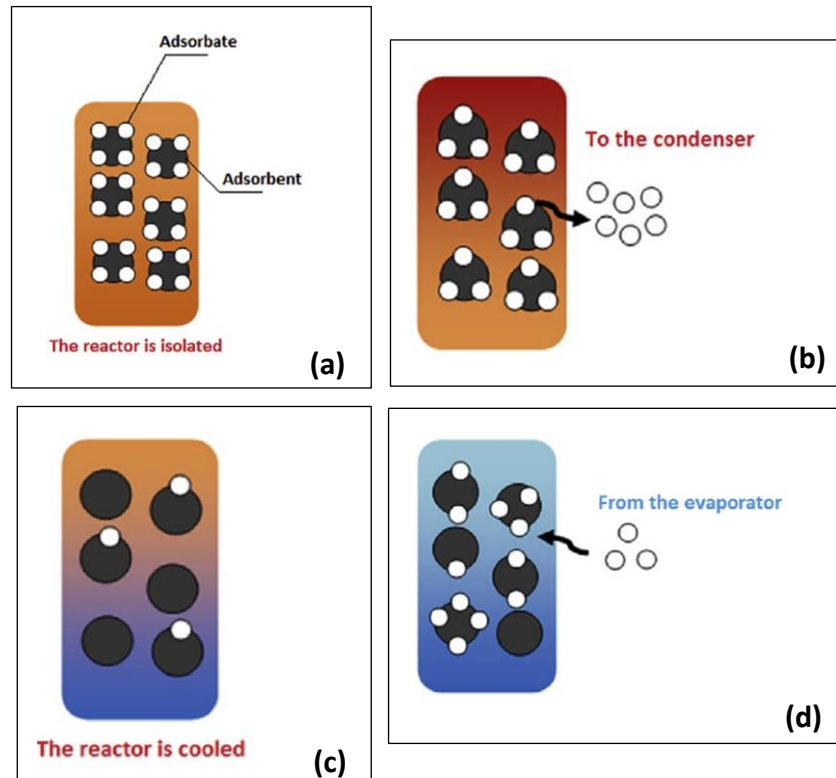 Adsorbate
Adsorbent
The reactor is isolated
(a)
To the condenser
(b)
The reactor is cooled
(c)
From the evaporator
(d)